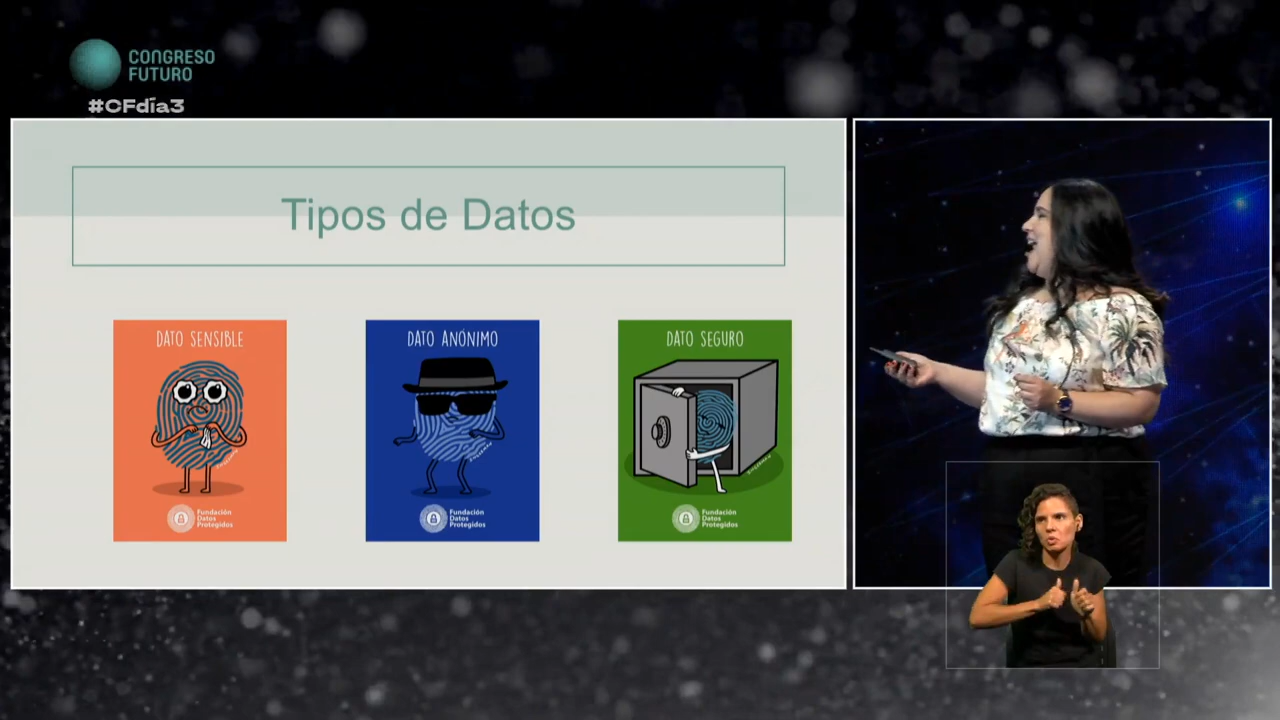 CONGRESO
FUTURO
#CFdía3
Tipos de Datos
DATO SENSIBLE
Fundación
Datos
Protegidos
DATO ANÓNIMO
Fundación
Datos
Protegidos
DATO SEGURO
Fundación
Datos
Protegidos